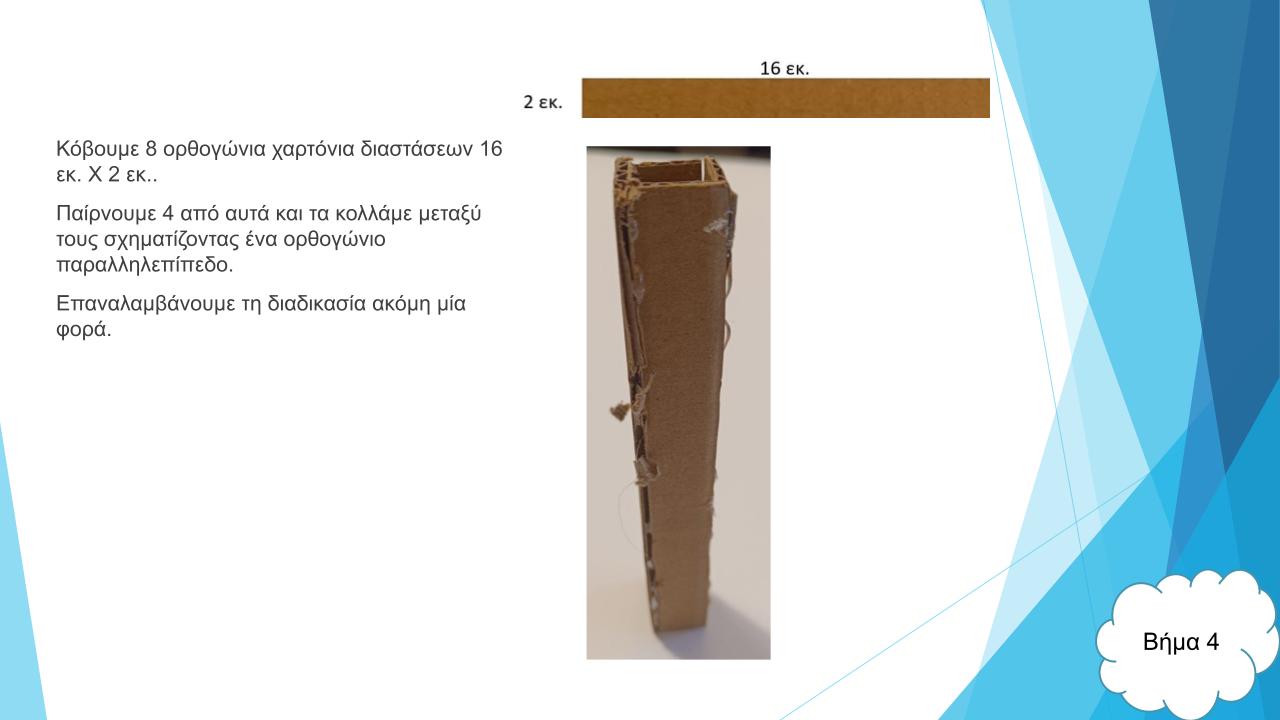 16 εκ.
2 εκ.
Κόβουμε 8 ορθογώνια χαρτόνια διαστάσεων 16
εκ. Χ 2 εκ..
Παίρνουμε 4 από αυτά και τα κολλάμε μεταξύ
τους σχηματίζοντας ένα ορθογώνιο
παραλληλεπίπεδο.
Επαναλαμβάνουμε τη διαδικασία ακόμη μία
φορά.
Βήμα 4